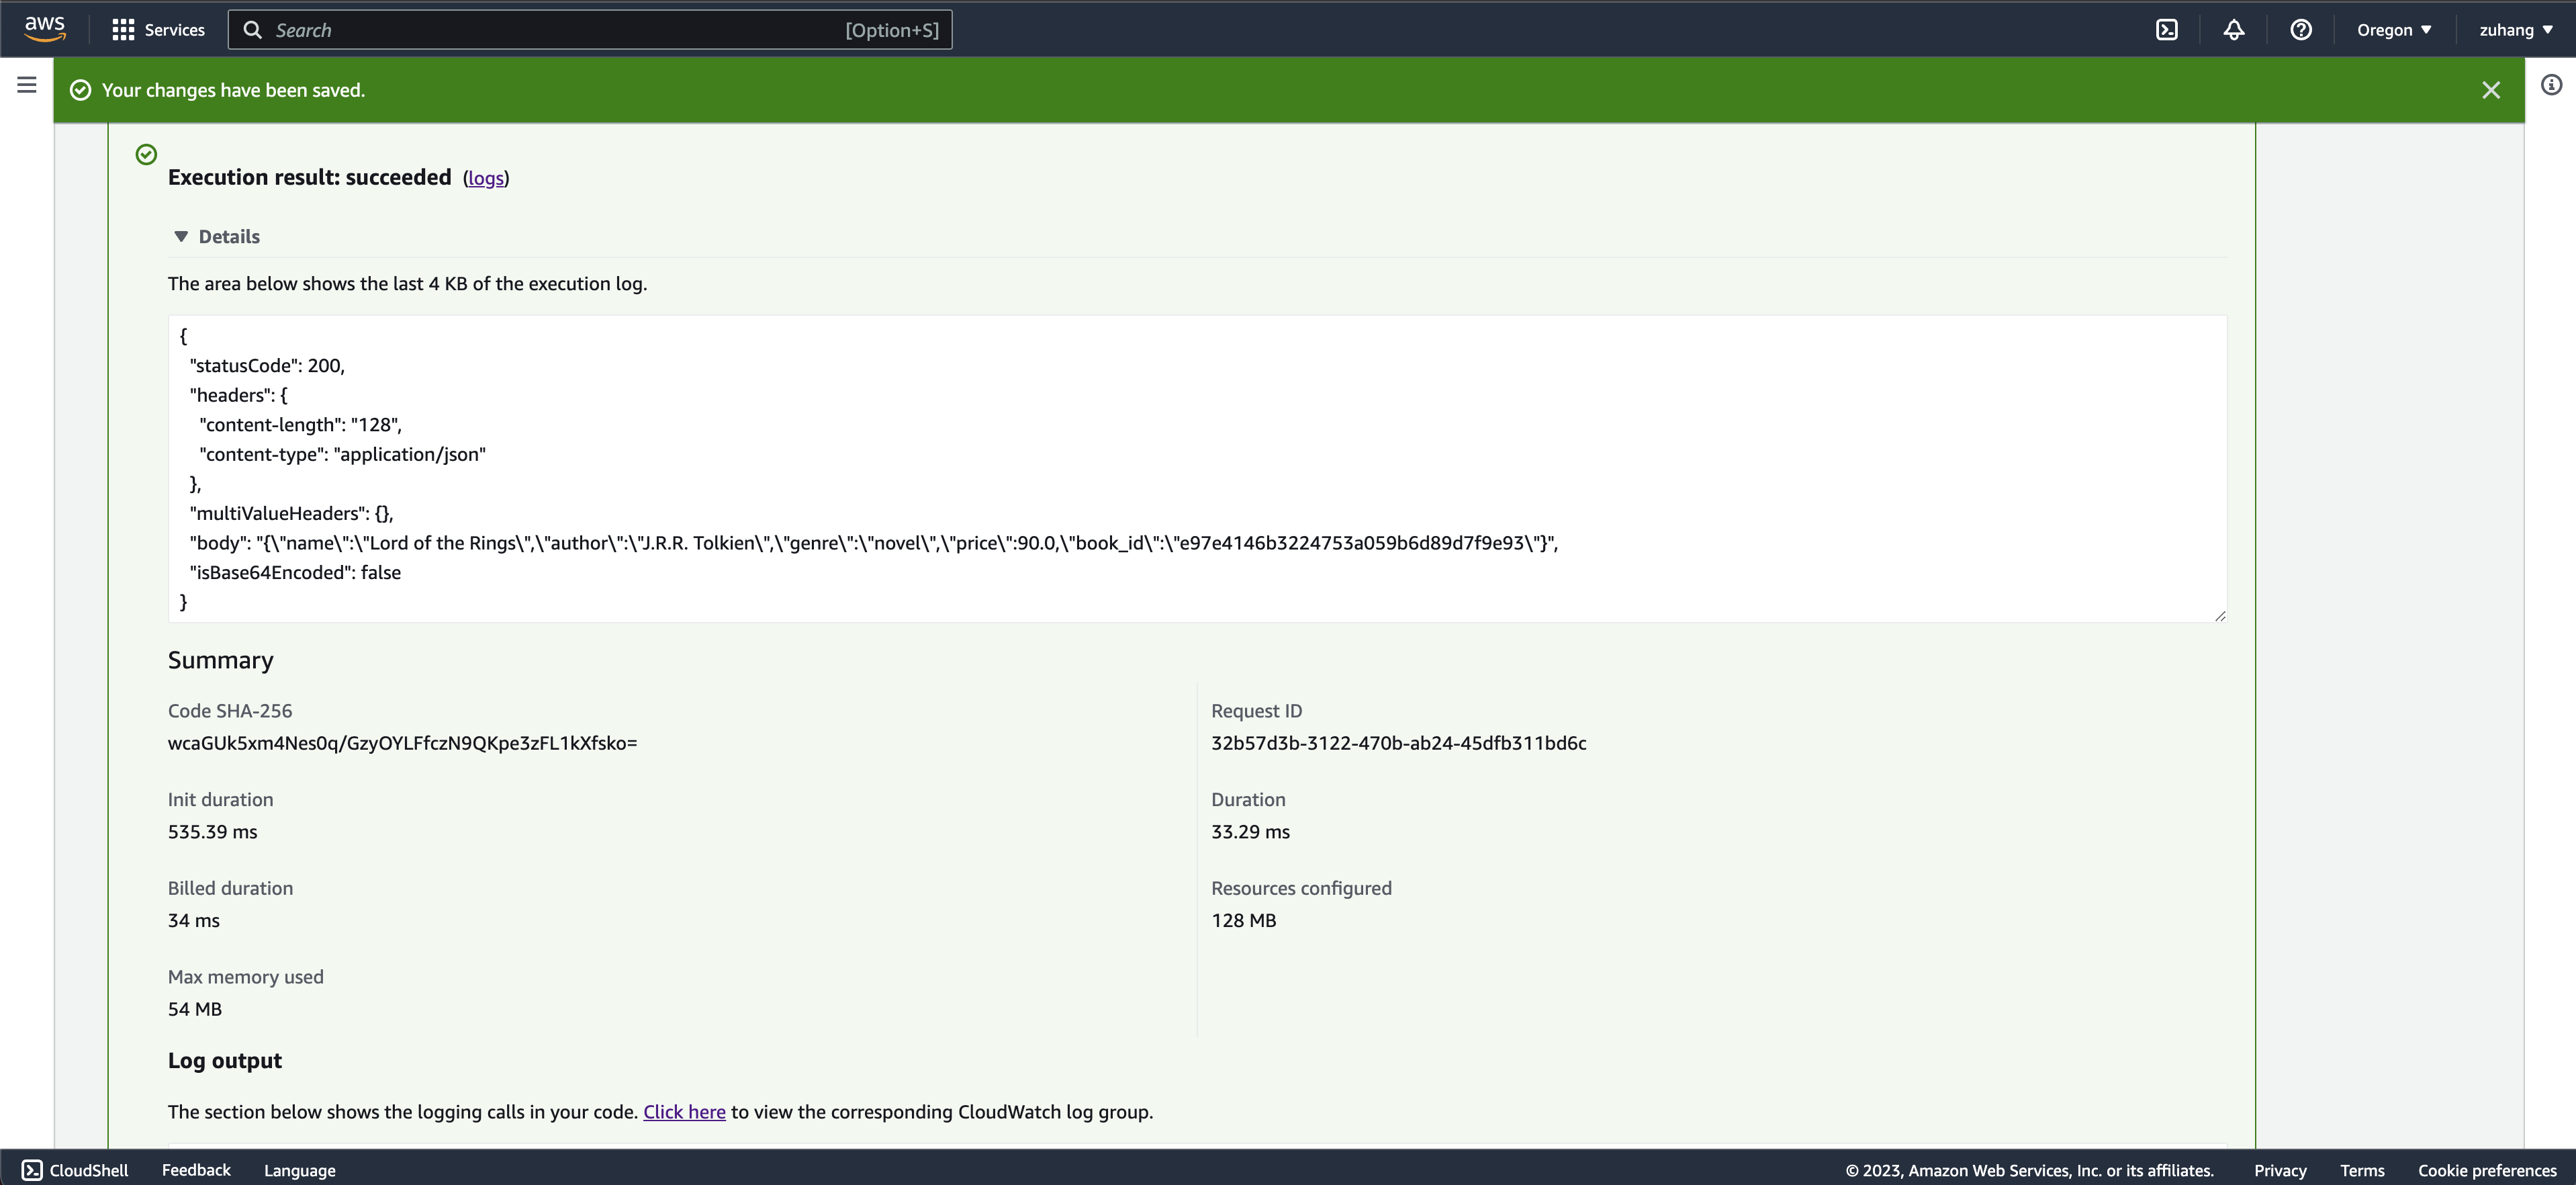 aws
Services
Search
[Option+S]
Oregon
zuhang
Your changes have been saved.
Execution result: succeeded (logs)
Details
The area below shows the last 4 KB of the execution log.
{
"statusCode": 200,
"headers": {
"content-length": "128",
"content-type": "application/json"
},
"multiValueHeaders": {},
"body": "{\"name\":\"Lord of the Rings\",\"author\":\"J.R.R. Tolkien\",\"genre\":\"novel\",\"price\":90.0,\"book_id\":\"e97e4146b3224753a059b6d89d7f9e93\"}",
"isBase64Encoded": false
}
Summary
Code SHA-256
wcaGUk5xm4Nes0q/GzyOYLFfczN9QKpe3zFL1kXfsko=
Request ID
32b57d3b-3122-470b-ab24-45dfb311bd6c
Init duration
535.39 ms
Duration
33.29 ms
Billed duration
34 ms
Resources configured
128 MB
Max memory used
54 MB
Log output
The section below shows the logging calls in your code. Click here to view the corresponding CloudWatch log group.
CloudShell
Feedback
Language
© 2023, Amazon Web Services, Inc. or its affiliates.
Privacy
Terms
Cookie preferences